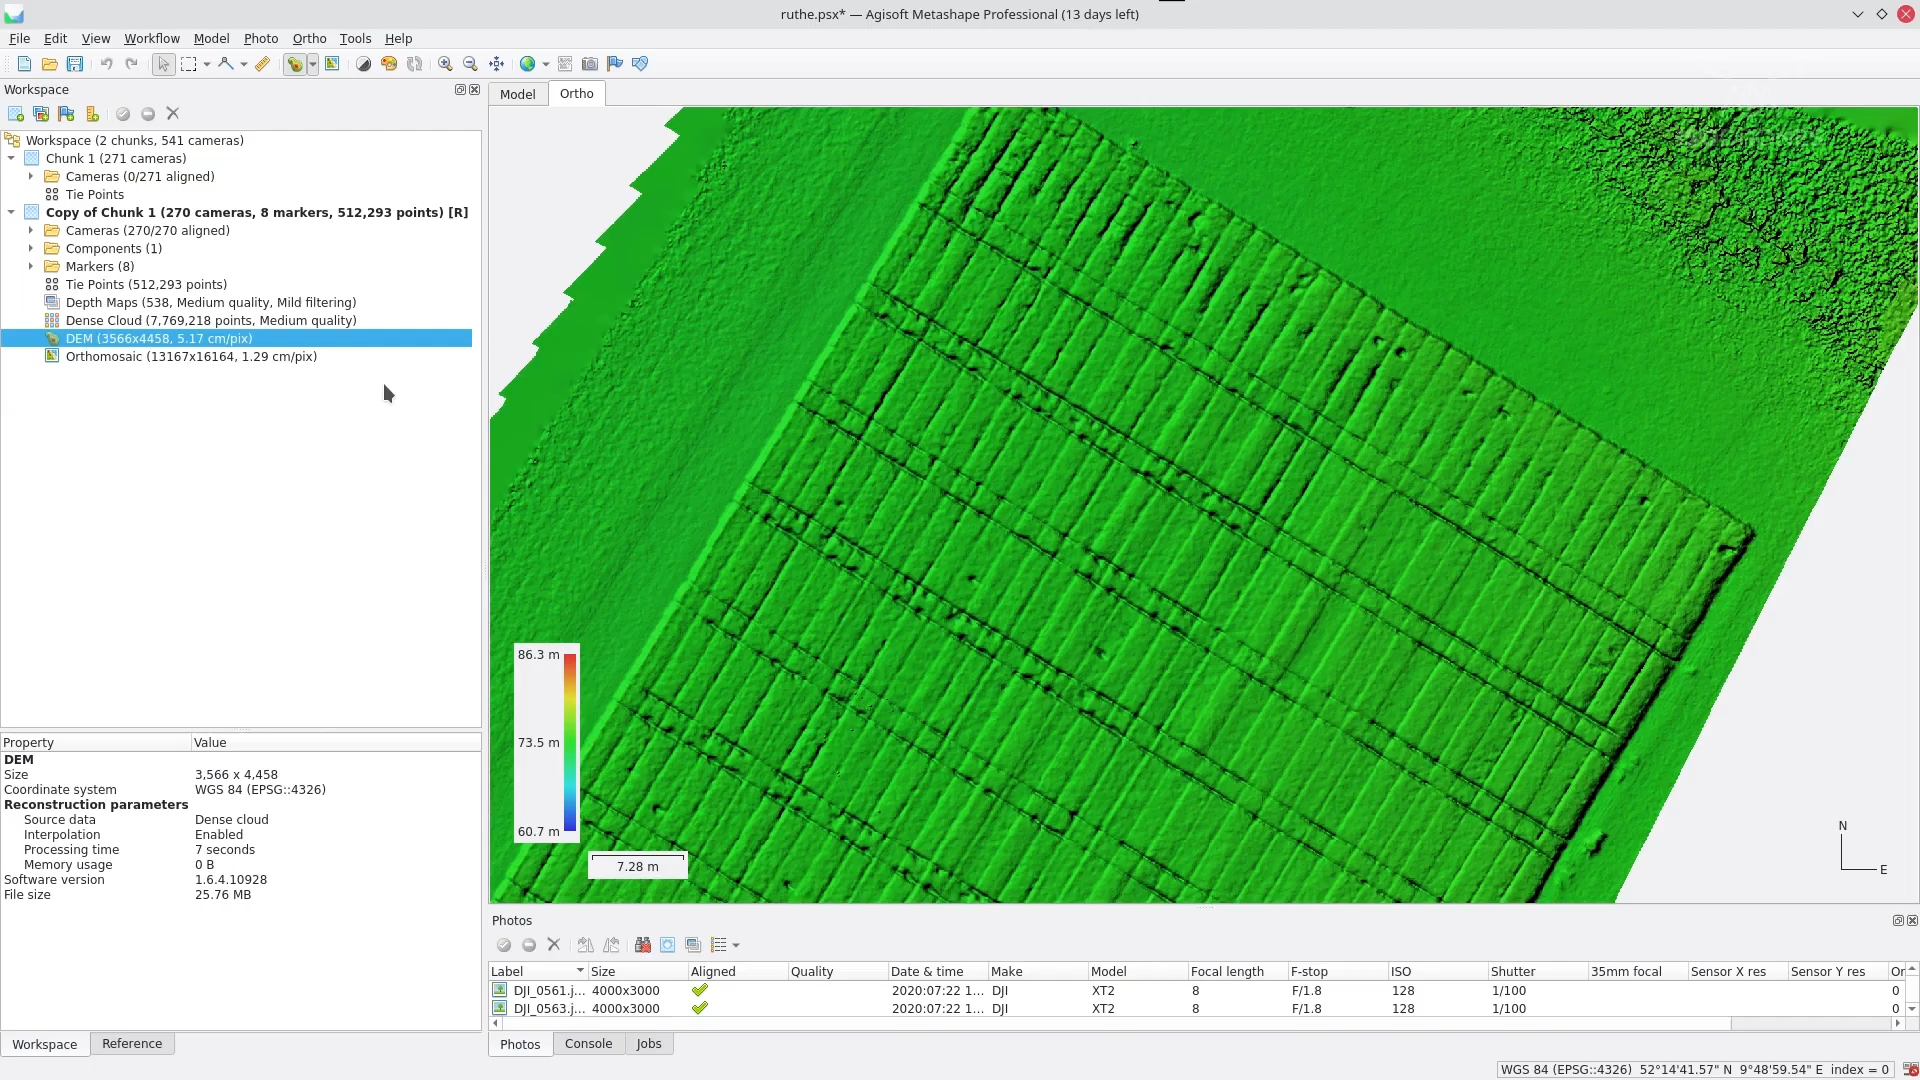 ruthe.psx* — Agisoft Metashape Professional (13 days left)
File Edit View Workflow Model Photo Ortho Tools Help
Workspace
Model Ortho
Workspace (2 chunks, 541 cameras)
Chunk 1 (271 cameras)
Cameras (0/271 aligned)
Tie Points
Copy of Chunk 1 (270 cameras, 8 markers, 512,293 points) [R]
Cameras (270/270 aligned)
Components (1)
Markers (8)
Tie Points (512,293 points)
Depth Maps (538, Medium quality, Mild filtering)
Dense Cloud (7,769,218 points, Medium quality)
DEM (3566x4458, 5.17 cm/pix)
Orthomosaic (13167x16164, 1.29 cm/pix)
86.3 m
73.5 m
60.7 m
7.28 m
N
E
Property Value
DEM
Size 3,566 x 4,458
Coordinate system WGS 84 (EPSG::4326)
Reconstruction parameters
Source data Dense cloud
Interpolation Enabled
Processing time 7 seconds
Memory usage 0 B
Software version 1.6.4.10928
File size 25.76 MB
Workspace Reference
Photos
Label Size Aligned Quality Date & time Make Model Focal length F-stop ISO Shutter 35mm focal Sensor X res Sensor Y res Or
DJI_0561.j... 4000x3000 2020:07:22 1... DJI XT2 8 F/1.8 128 1/100 0
DJI_0563.j... 4000x3000 2020:07:22 1... DJI XT2 8 F/1.8 128 1/100 0
Photos Console Jobs
WGS 84 (EPSG::4326) 52°14'41.57" N 9°48'59.54" E index = 0